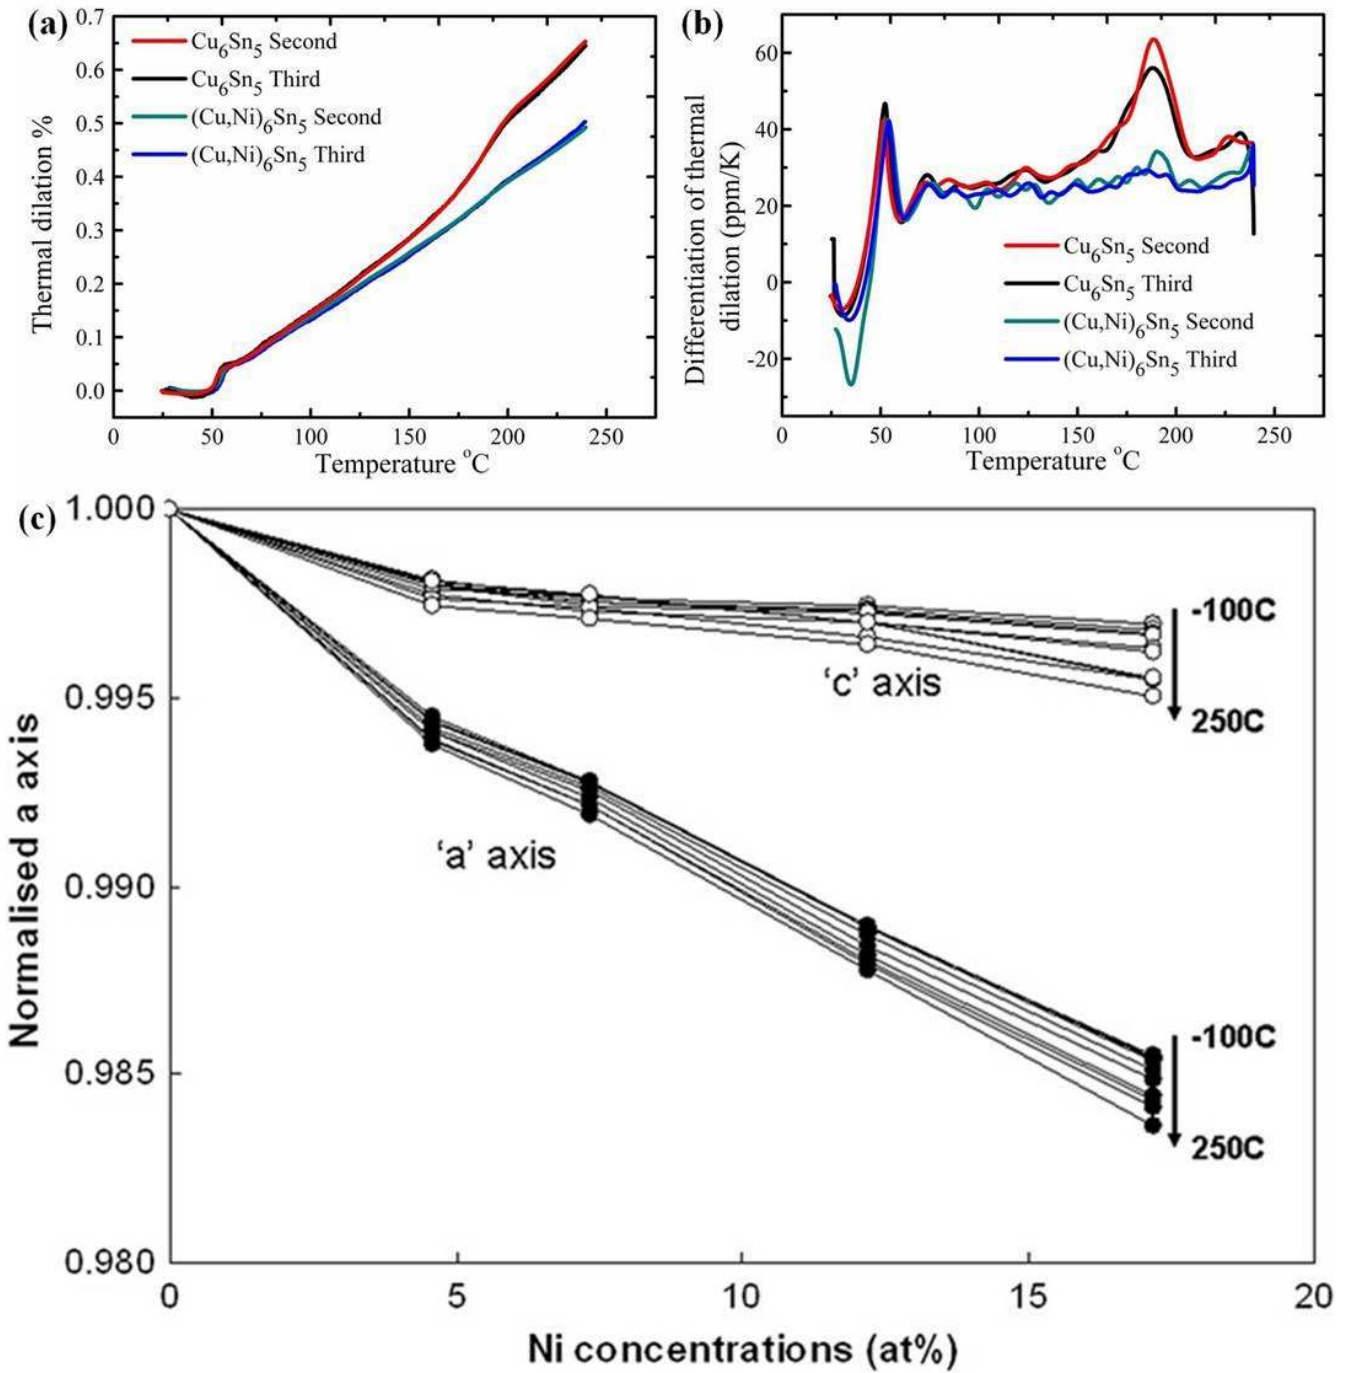 (a)
0.7
0.6
0.5
0.4
0.3
0.2
0.1
0.0
Thermal dilation %
Cu6Sn5 Second
Cu6Sn5 Third
(Cu,Ni)6Sn5 Second
(Cu,Ni)6Sn5 Third
0 50 100 150 200 250
Temperature °C
(b)
60
40
20
0
-20
Differentiation of thermal
dilation (ppm/K)
Cu6Sn5 Second
Cu6Sn5 Third
(Cu,Ni)6Sn5 Second
(Cu,Ni)6Sn5 Third
0 50 100 150 200 250
Temperature °C
(c)
1.000
0.995
0.990
0.985
0.980
Normalised a axis
-100C
'c' axis
250C
'a' axis
-100C
250C
0 5 10 15 20
Ni concentrations (at%)